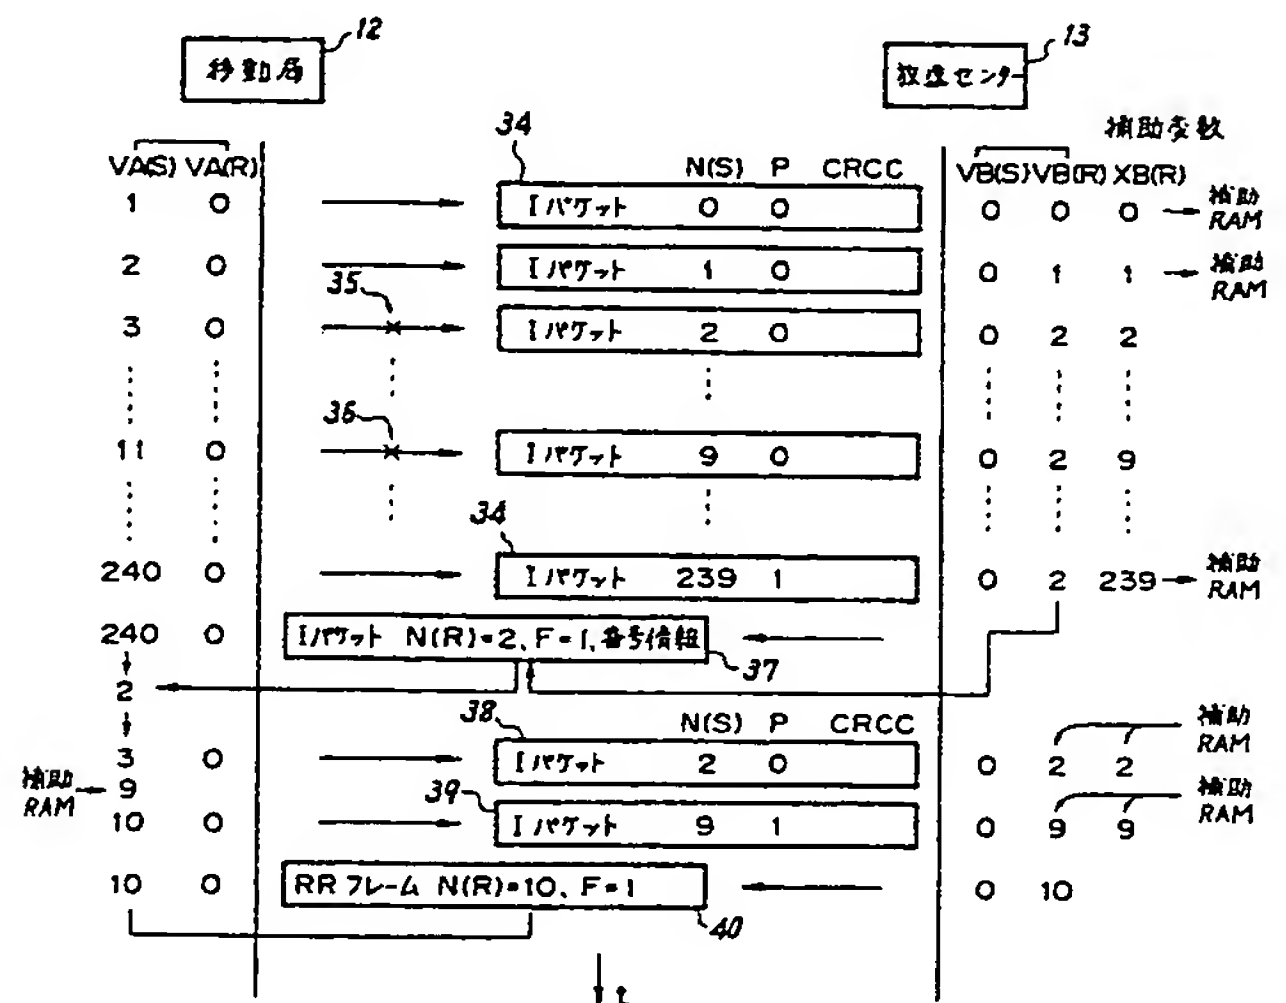 12
13
移動局
放送センター
補助変数
34
VA(S) VA(R) N(S) P CRCC VB(S) VB(R) XB(R)
1 0 Iパケット 0 0 0 0 0 補助RAM
2 0 Iパケット 1 0 0 1 1 補助RAM
35
3 0 Iパケット 2 0 0 2 2
36
11 0 Iパケット 9 0 0 2 9
34
240 0 Iパケット 239 1 0 2 239 補助RAM
240 0 Iパケット N(R)=2、F=1、番号情報
37
2
38 N(S) P CRCC 補助RAM
3 0 Iパケット 2 0 0 2 2
補助RAM 9 39 補助RAM
10 0 Iパケット 9 1 0 9 9
10 0 RRフレーム N(R)=10、F=1 0 10
40
t